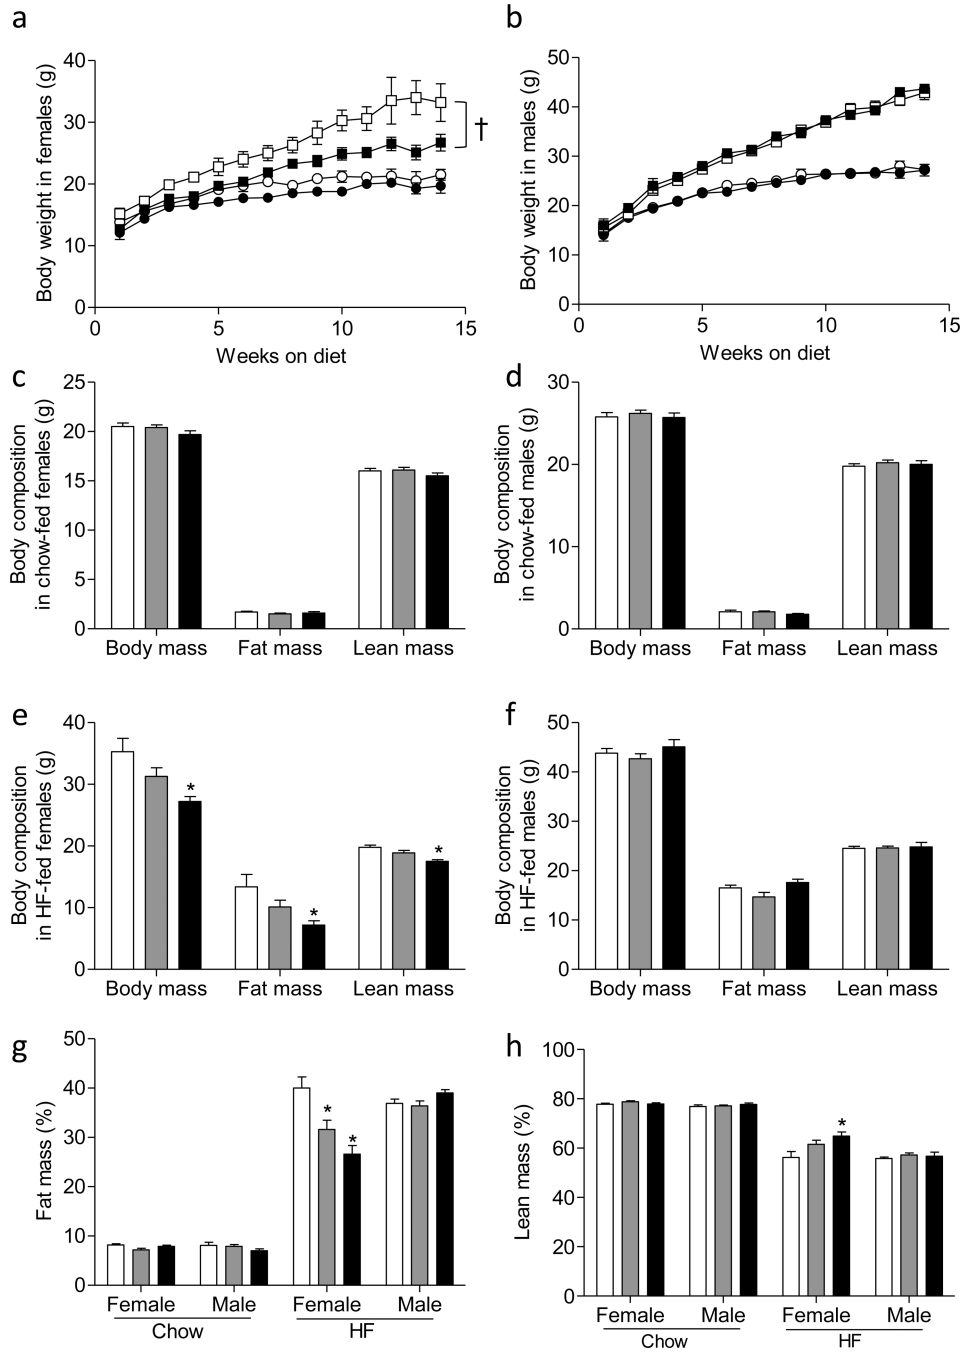 a
Body weight in females (g)
40
30
20
10
0
†
0 5 10 15
Weeks on diet
b
Body weight in males (g)
50
40
30
20
10
0
0 5 10 15
Weeks on diet
c
Body composition
in chow-fed females (g)
25
20
15
10
5
0
Body mass Fat mass Lean mass
d
Body composition
in chow-fed males (g)
30
20
10
0
Body mass Fat mass Lean mass
e
Body composition
in HF-fed females (g)
40
30
20
10
0
*
*
*
Body mass Fat mass Lean mass
f
Body composition
in HF-fed males (g)
50
40
30
20
10
0
Body mass Fat mass Lean mass
g
Fat mass (%)
50
40
30
20
10
0
*
*
Female Male Female Male
Chow HF
h
Lean mass (%)
100
80
60
40
20
0
*
Female Male Female Male
Chow HF